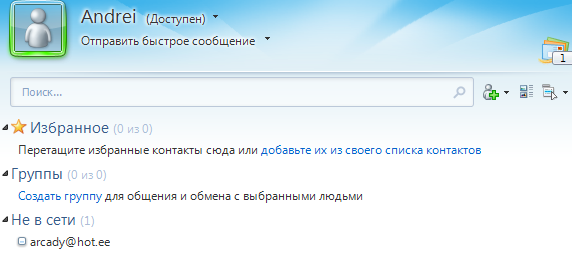 Andrei (Доступен)
Отправить быстрое сообщение
1
Поиск...
Избранное (0 из 0)
Перетащите избранные контакты сюда или добавьте их из своего списка контактов
Группы (0 из 0)
Создать группу для общения и обмена с выбранными людьми
Не в сети (1)
arcady@hot.ee